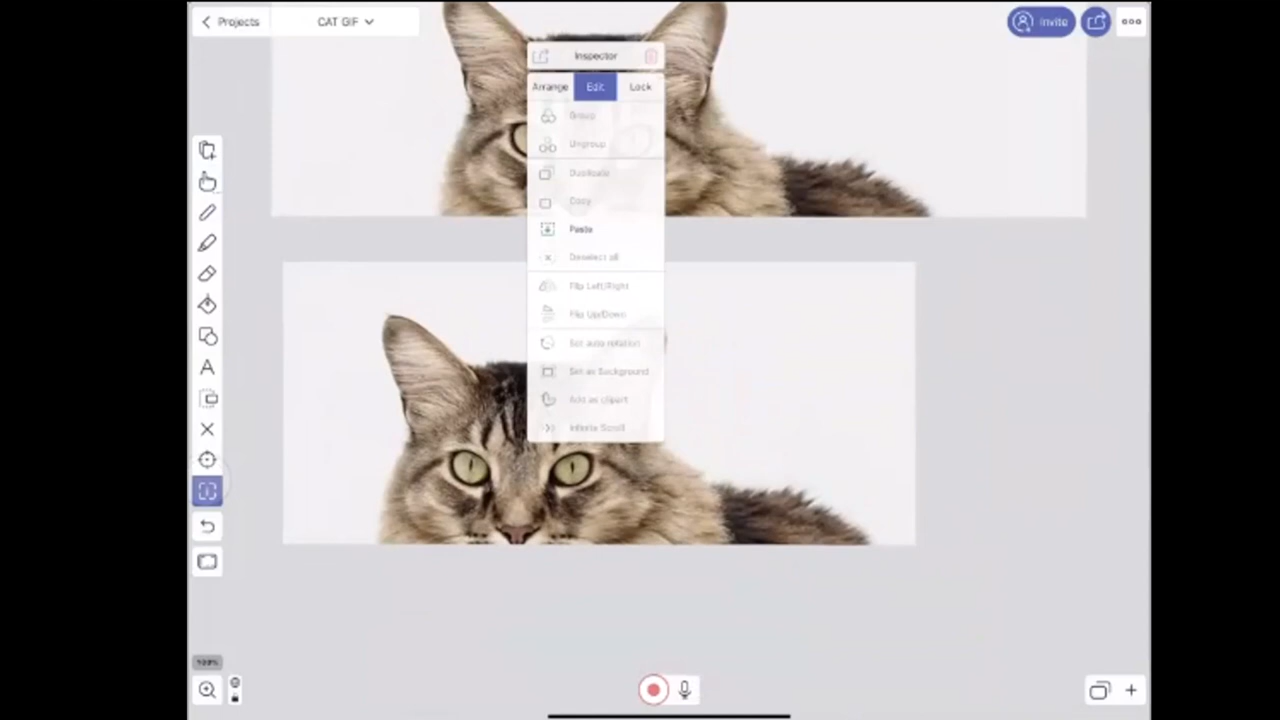 Projects
CAT GIF
Invite
Inspector
Arrange
Edit
Lock
Group
Ungroup
Duplicate
Copy
Paste
Deselect all
Flip Left/Right
Flip Up/Down
Set auto rotation
Set as Background
Add as clipart
Infinite Scroll
A
100%